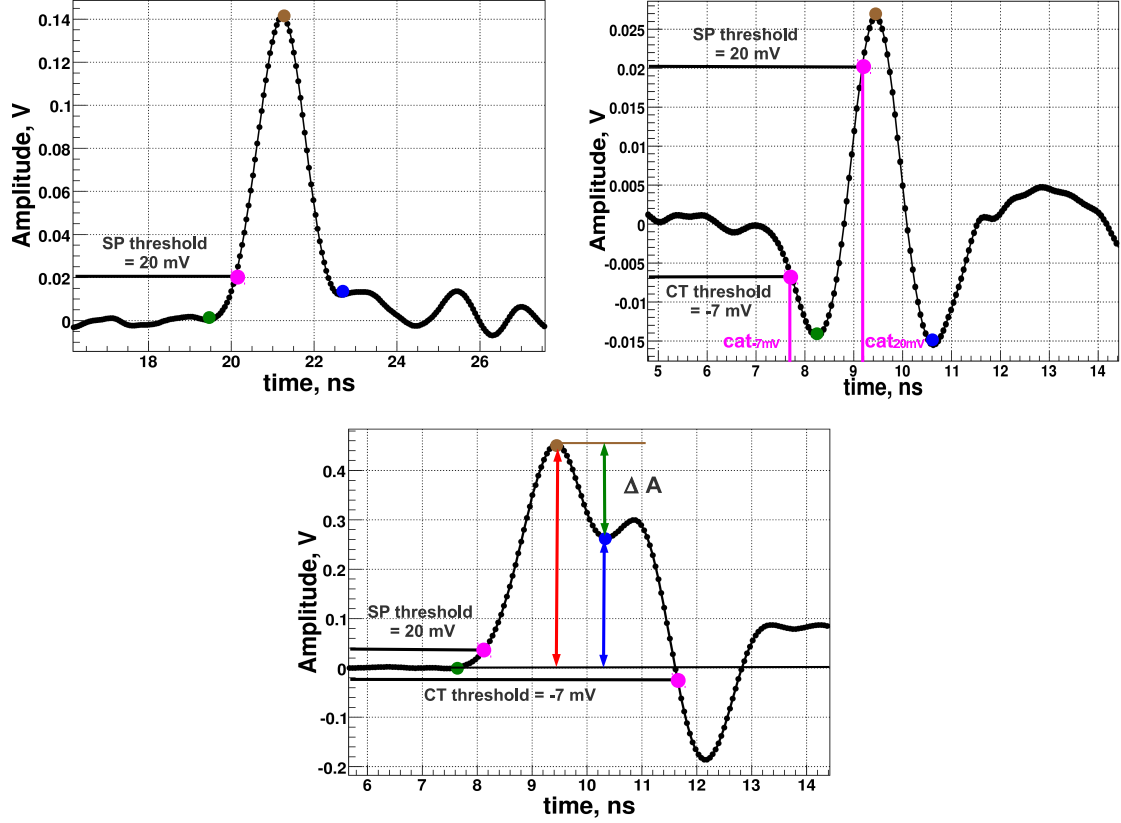 Amplitude, V
0.14
0.12
0.1
0.08
0.06
0.04
0.02
0
SP threshold
= 20 mV
18
20
22
24
26
time, ns
Amplitude, V
0.025
0.02
0.015
0.01
0.005
0
-0.005
-0.01
-0.015
SP threshold
= 20 mV
CT threshold
= -7 mV
cat-7mV
cat20mV
5
6
7
8
9
10
11
12
13
14
time, ns
Amplitude, V
0.4
0.3
0.2
0.1
0
-0.1
-0.2
Δ A
SP threshold
= 20 mV
CT threshold = -7 mV
6
7
8
9
10
11
12
13
14
time, ns